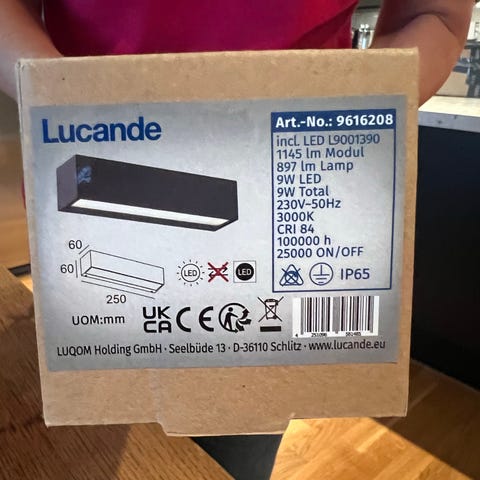 Lucande
Art.-No.: 9616208
incl. LED L9001390
1145 lm Modul
897 lm Lamp
9W LED
9W Total
230V~50Hz
3000K
CRI 84
100000 h
25000 ON/OFF
IP65
60
60
250
UOM:mm
LED
LED
UK
CA
CE
LUQOM Holding GmbH · Seelbüde 13 · D-36110 Schlitz · www.lucande.eu